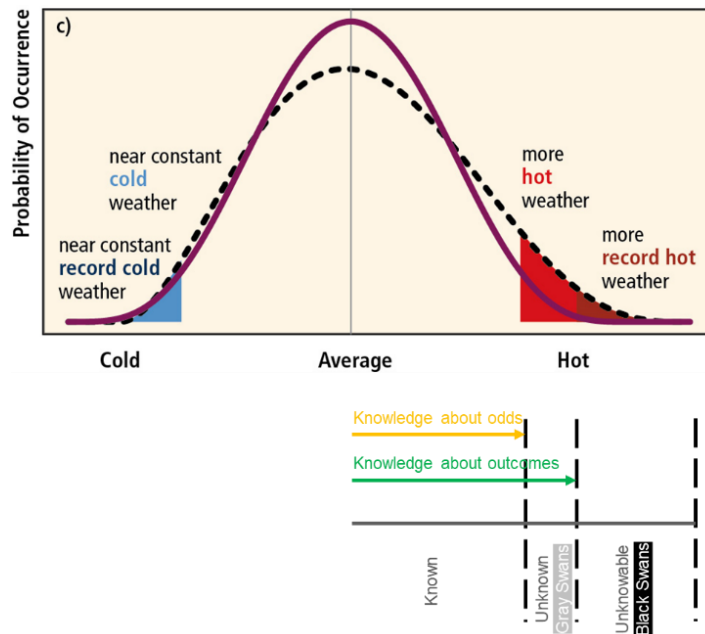 c)
Probability of Occurrence
near constant
cold
weather
near constant
record cold
weather
more
hot
weather
more
record hot
weather
Cold
Average
Hot
Knowledge about odds
Knowledge about outcomes
Known
Unknown
Gray Swans
Unknowable
Black Swans